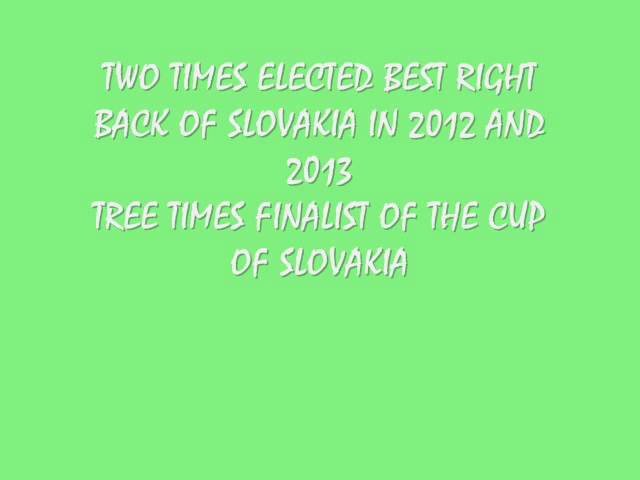 TWO TIMES ELECTED BEST RIGHT
BACK OF SLOVAKIA IN 2012 AND
2013
TREE TIMES FINALIST OF THE CUP
OF SLOVAKIA